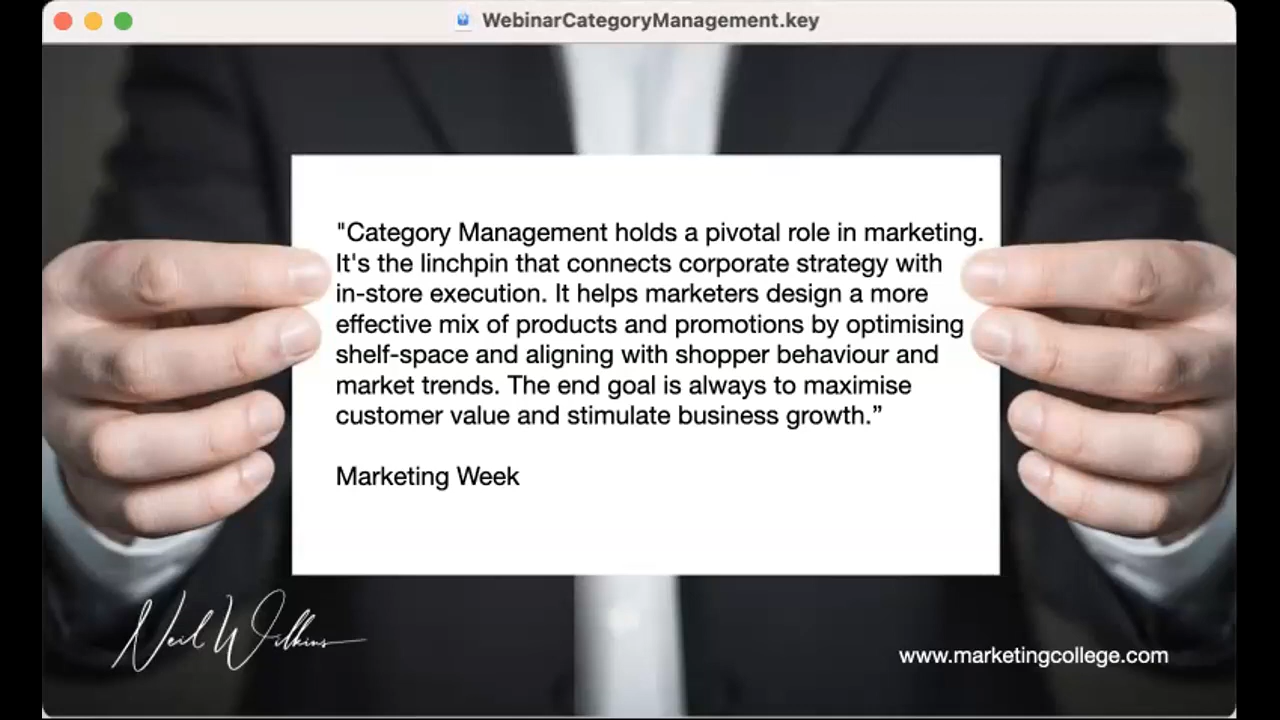 WebinarCategoryManagement.key
"Category Management holds a pivotal role in marketing.
It's the linchpin that connects corporate strategy with
in-store execution. It helps marketers design a more
effective mix of products and promotions by optimising
shelf-space and aligning with shopper behaviour and
market trends. The end goal is always to maximise
customer value and stimulate business growth.”
Marketing Week
Neil Wilkins
www.marketingcollege.com